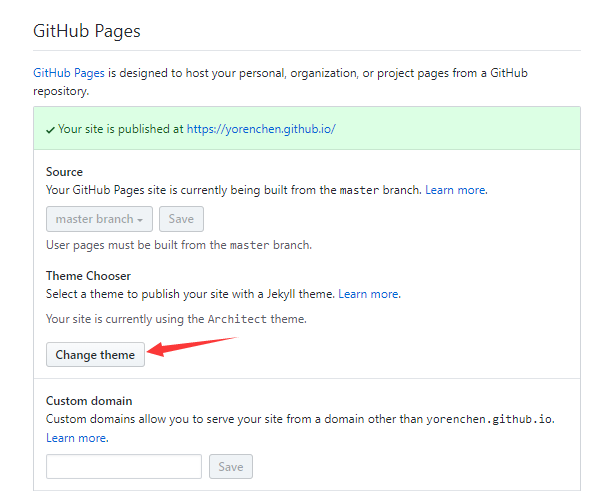 GitHub Pages
GitHub Pages is designed to host your personal, organization, or project pages from a GitHub
repository.
✓ Your site is published at https://yorenchen.github.io/
Source
Your GitHub Pages site is currently being built from the master branch. Learn more.
master branch Save
User pages must be built from the master branch.
Theme Chooser
Select a theme to publish your site with a Jekyll theme. Learn more.
Your site is currently using the Architect theme.
Change theme
Custom domain
Custom domains allow you to serve your site from a domain other than yorenchen.github.io.
Learn more.
Save